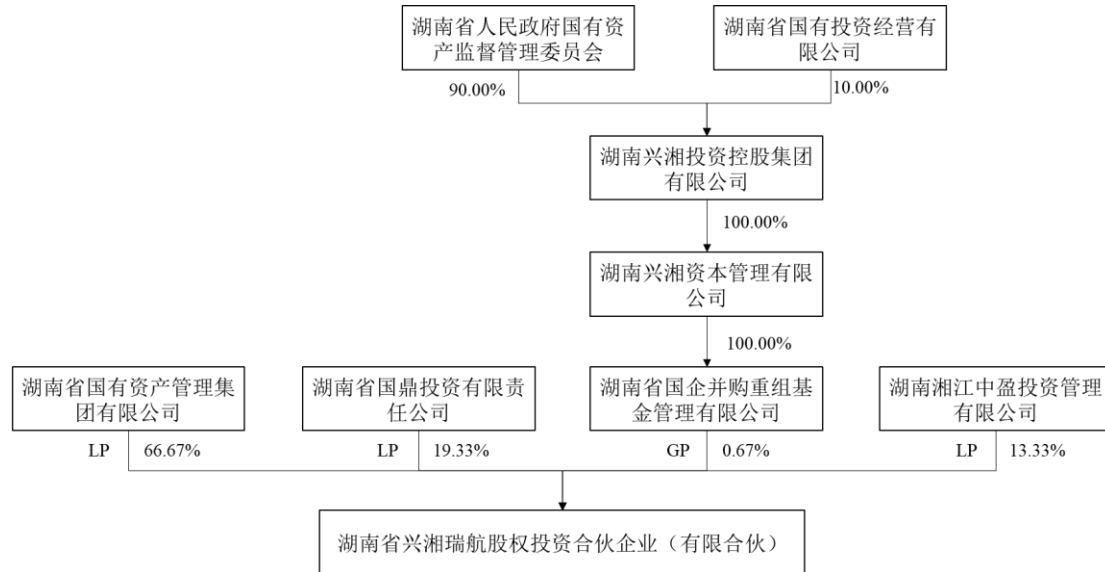 湖南省人民政府国有资
产监督管理委员会
湖南省国有投资经营有
限公司
90.00%
10.00%
湖南兴湘投资控股集团
有限公司
100.00%
湖南兴湘资本管理有限
公司
100.00%
湖南省国有资产管理集
团有限公司
湖南省国鼎投资有限责
任公司
湖南省国企并购重组基
金管理有限公司
湖南湘江中盈投资管理
有限公司
LP 66.67%
LP 19.33%
GP 0.67%
LP 13.33%
湖南省兴湘瑞航股权投资合伙企业（有限合伙）